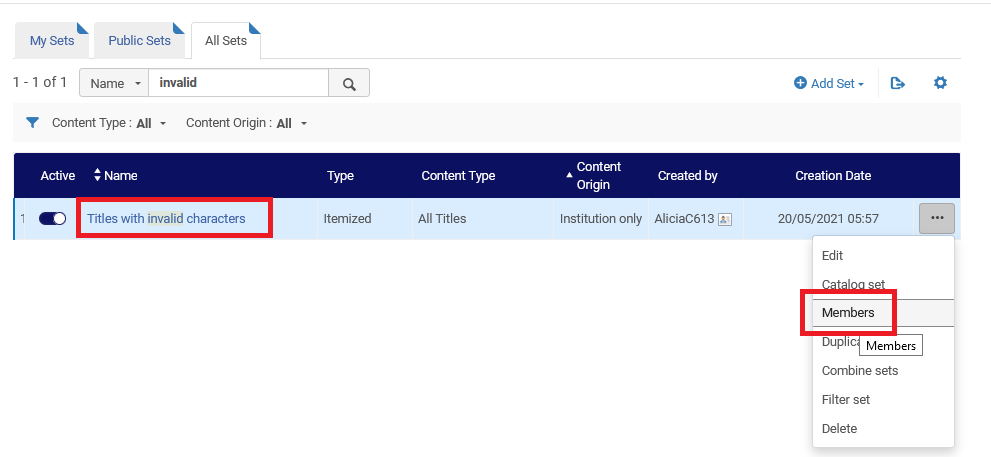 My Sets Public Sets All Sets
1 - 1 of 1 Name invalid Add Set
Content Type : All Content Origin : All
Active Name Type Content Type Content Origin Created by Creation Date
1 Titles with invalid characters Itemized All Titles Institution only AliciaC613 20/05/2021 05:57 •••
Edit
Catalog set
Members
Members
Combine sets
Filter set
Delete